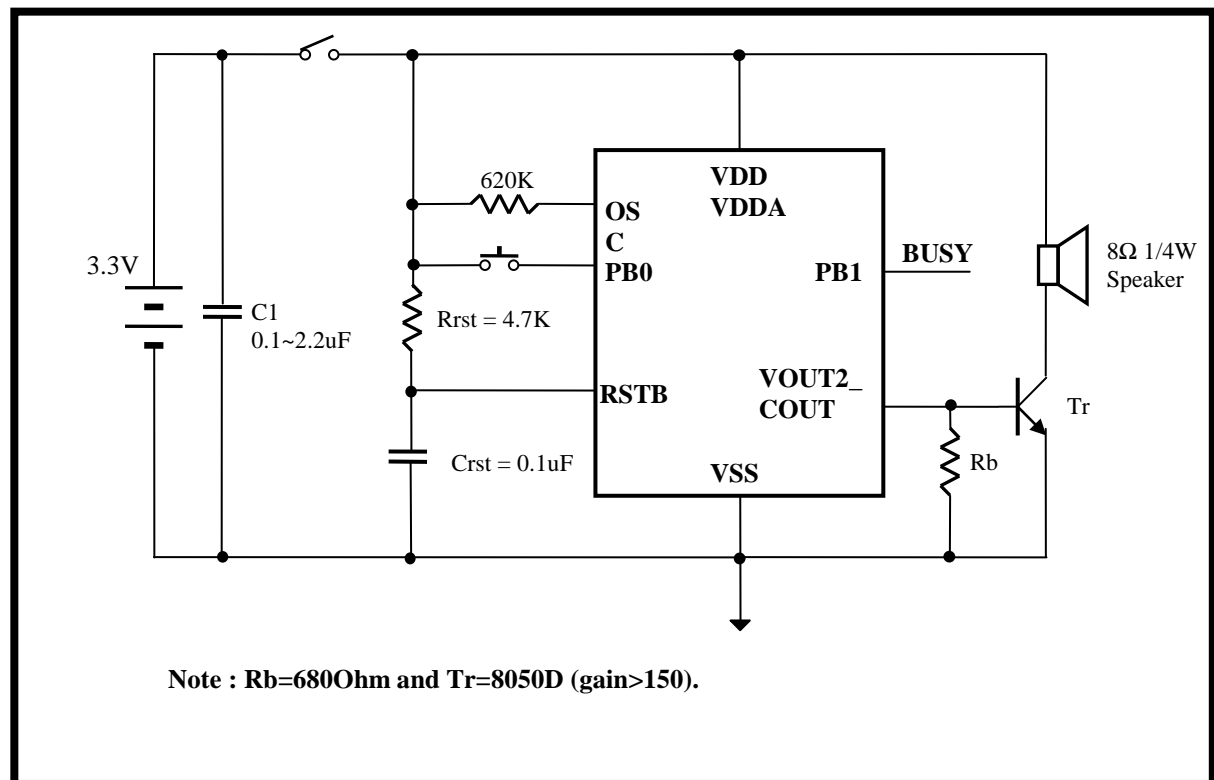 VDD
VDDA
620K
OS
C
PB0
BUSY
PB1
8Ω 1/4W
Speaker
3.3V
C1
0.1~2.2uF
Rrst = 4.7K
RSTB
VOUT2_
COUT
Tr
Crst = 0.1uF
Rb
VSS
Note : Rb=680Ohm and Tr=8050D (gain>150).